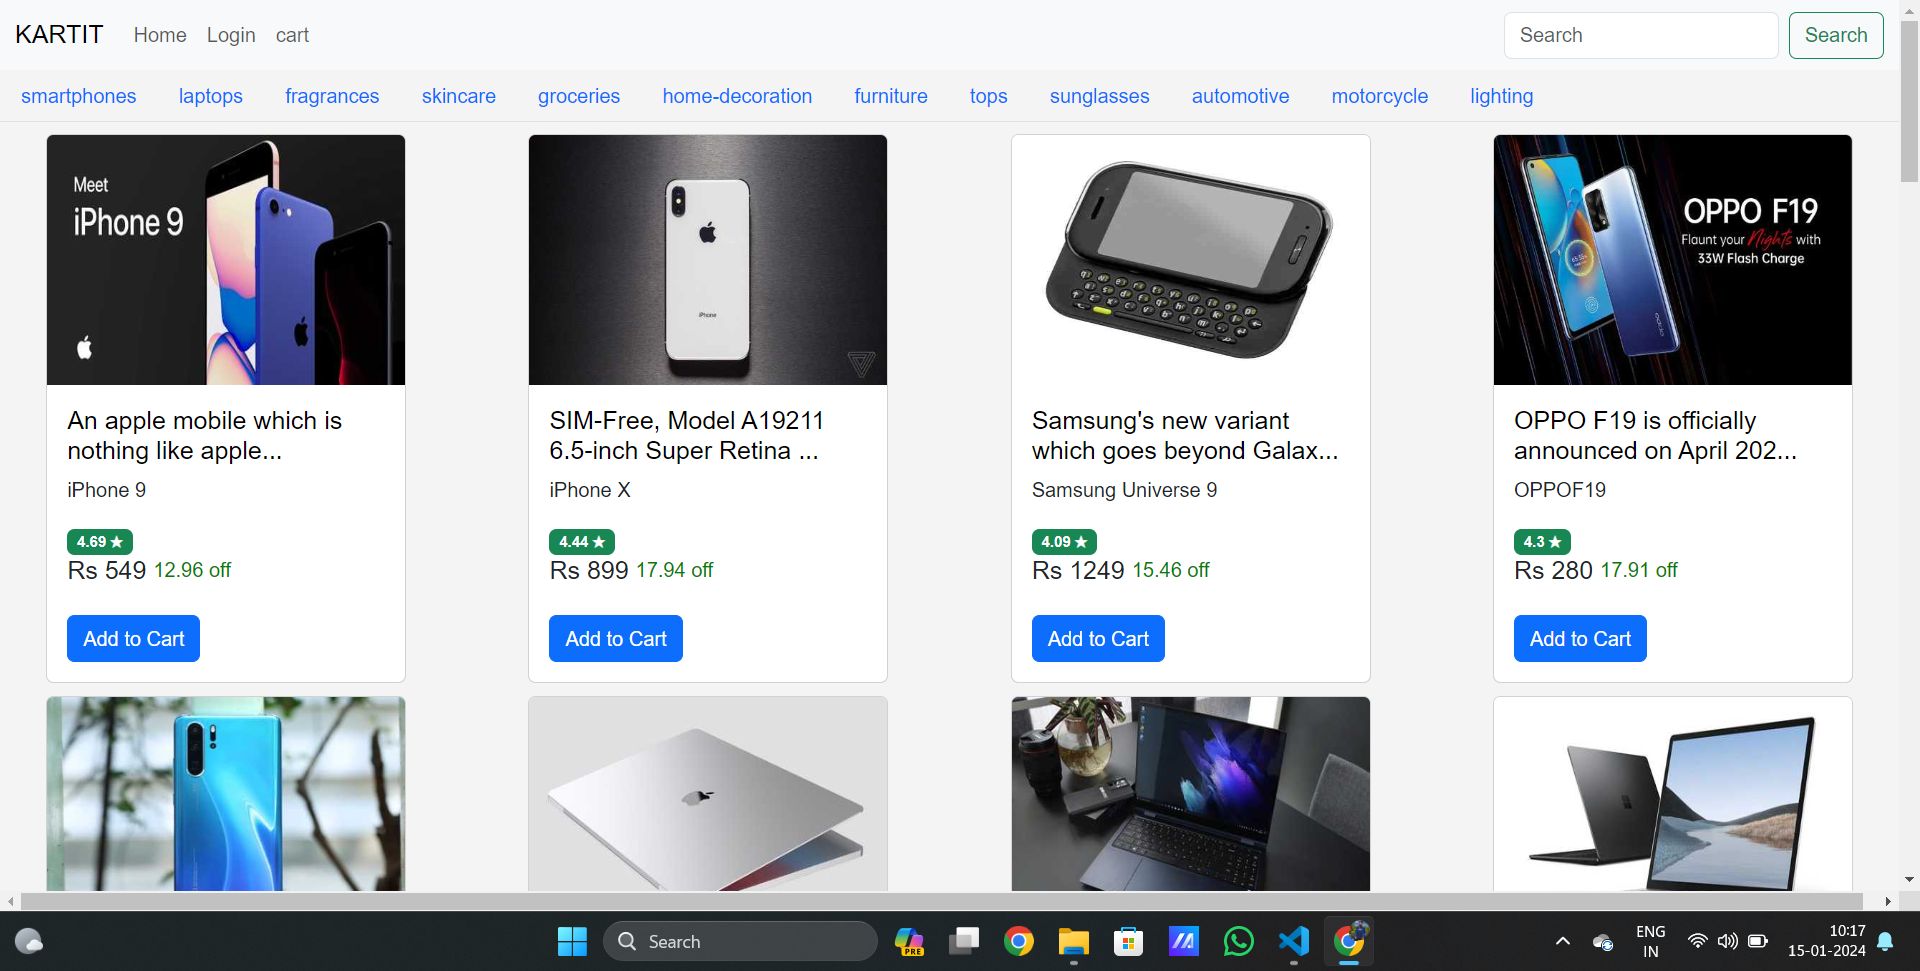 KARTIT Home Login cart Search Search
smartphones laptops fragrances skincare groceries home-decoration furniture tops sunglasses automotive motorcycle lighting
Meet
iPhone 9
iPhone
OPPO F19
Flaunt your Nights with
33W Flash Charge
oppo
An apple mobile which is
nothing like apple...
iPhone 9
4.69 ★
Rs 549 12.96 off
Add to Cart
SIM-Free, Model A19211
6.5-inch Super Retina ...
iPhone X
4.44 ★
Rs 899 17.94 off
Add to Cart
Samsung's new variant
which goes beyond Galax...
Samsung Universe 9
4.09 ★
Rs 1249 15.46 off
Add to Cart
OPPO F19 is officially
announced on April 202...
OPPOF19
4.3 ★
Rs 280 17.91 off
Add to Cart
Search
PRE
ENG
IN
10:17
15-01-2024